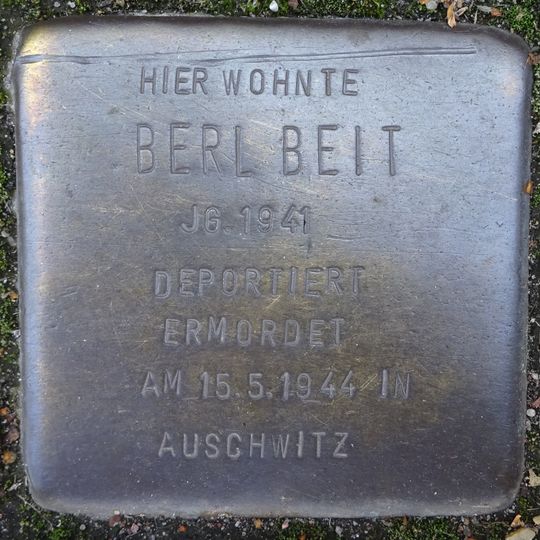 HIER WOHNTE
BERL BEIT
JG. 1941
DEPORTIERT
ERMORDET
AM 15.5.1944 IN
AUSCHWITZ